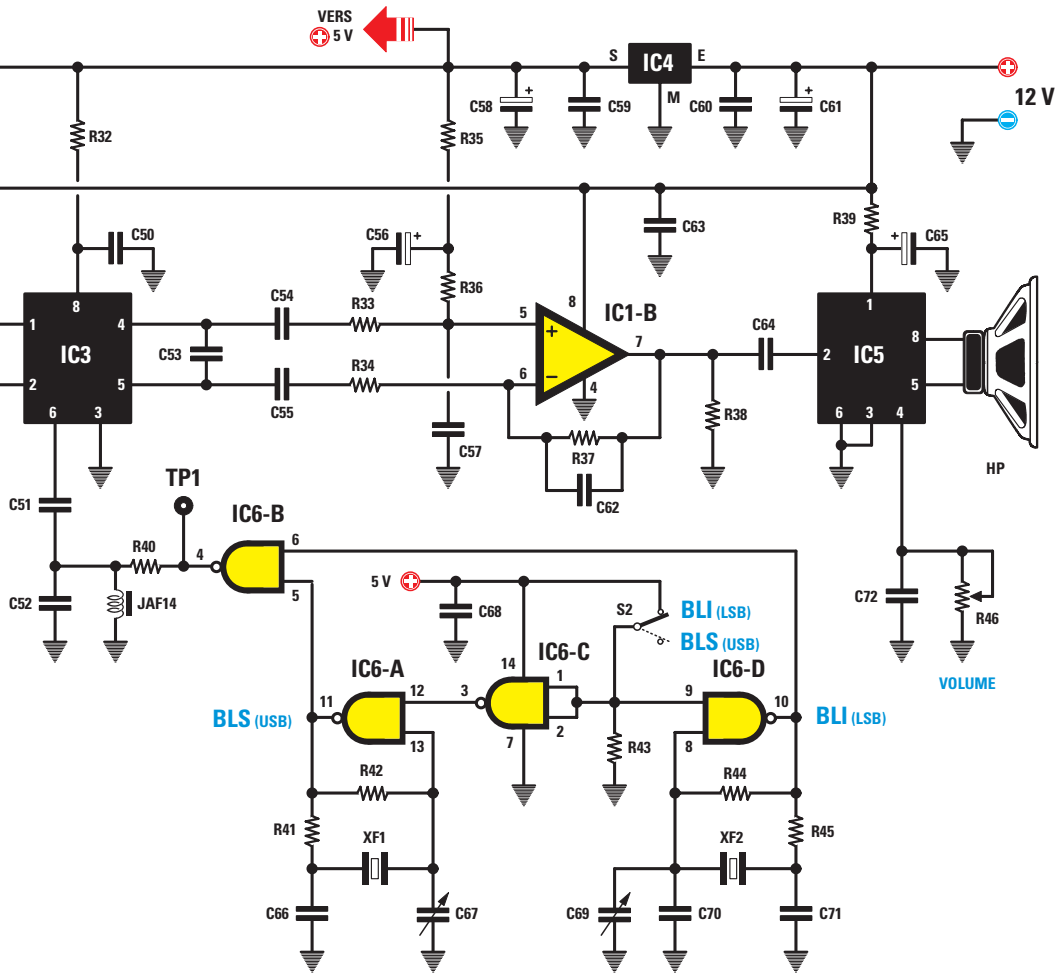 VERS
5 V
S
IC4
E
M
C58
+
C59
C60
+
C61
12 V
R32
R35
C50
C56
+
C63
R39
+
C65
8
R36
8
1
1
4
C54
R33
5
+
IC1-B
7
C64
2
IC5
8
IC3
C53
2
5
C55
R34
6
−
4
R38
5
6
3
C57
R37
C62
6
3
4
HP
C51
TP1
IC6-B
R40
4
6
5
C52
JAF14
5 V
C68
S2
BLI (LSB)
BLS (USB)
C72
R46
VOLUME
14
IC6-A
IC6-C
IC6-D
BLS (USB)
11
12
3
1
9
10
BLI (LSB)
13
7
2
R43
8
R42
R44
R41
XF1
XF2
R45
C66
C67
C69
C70
C71